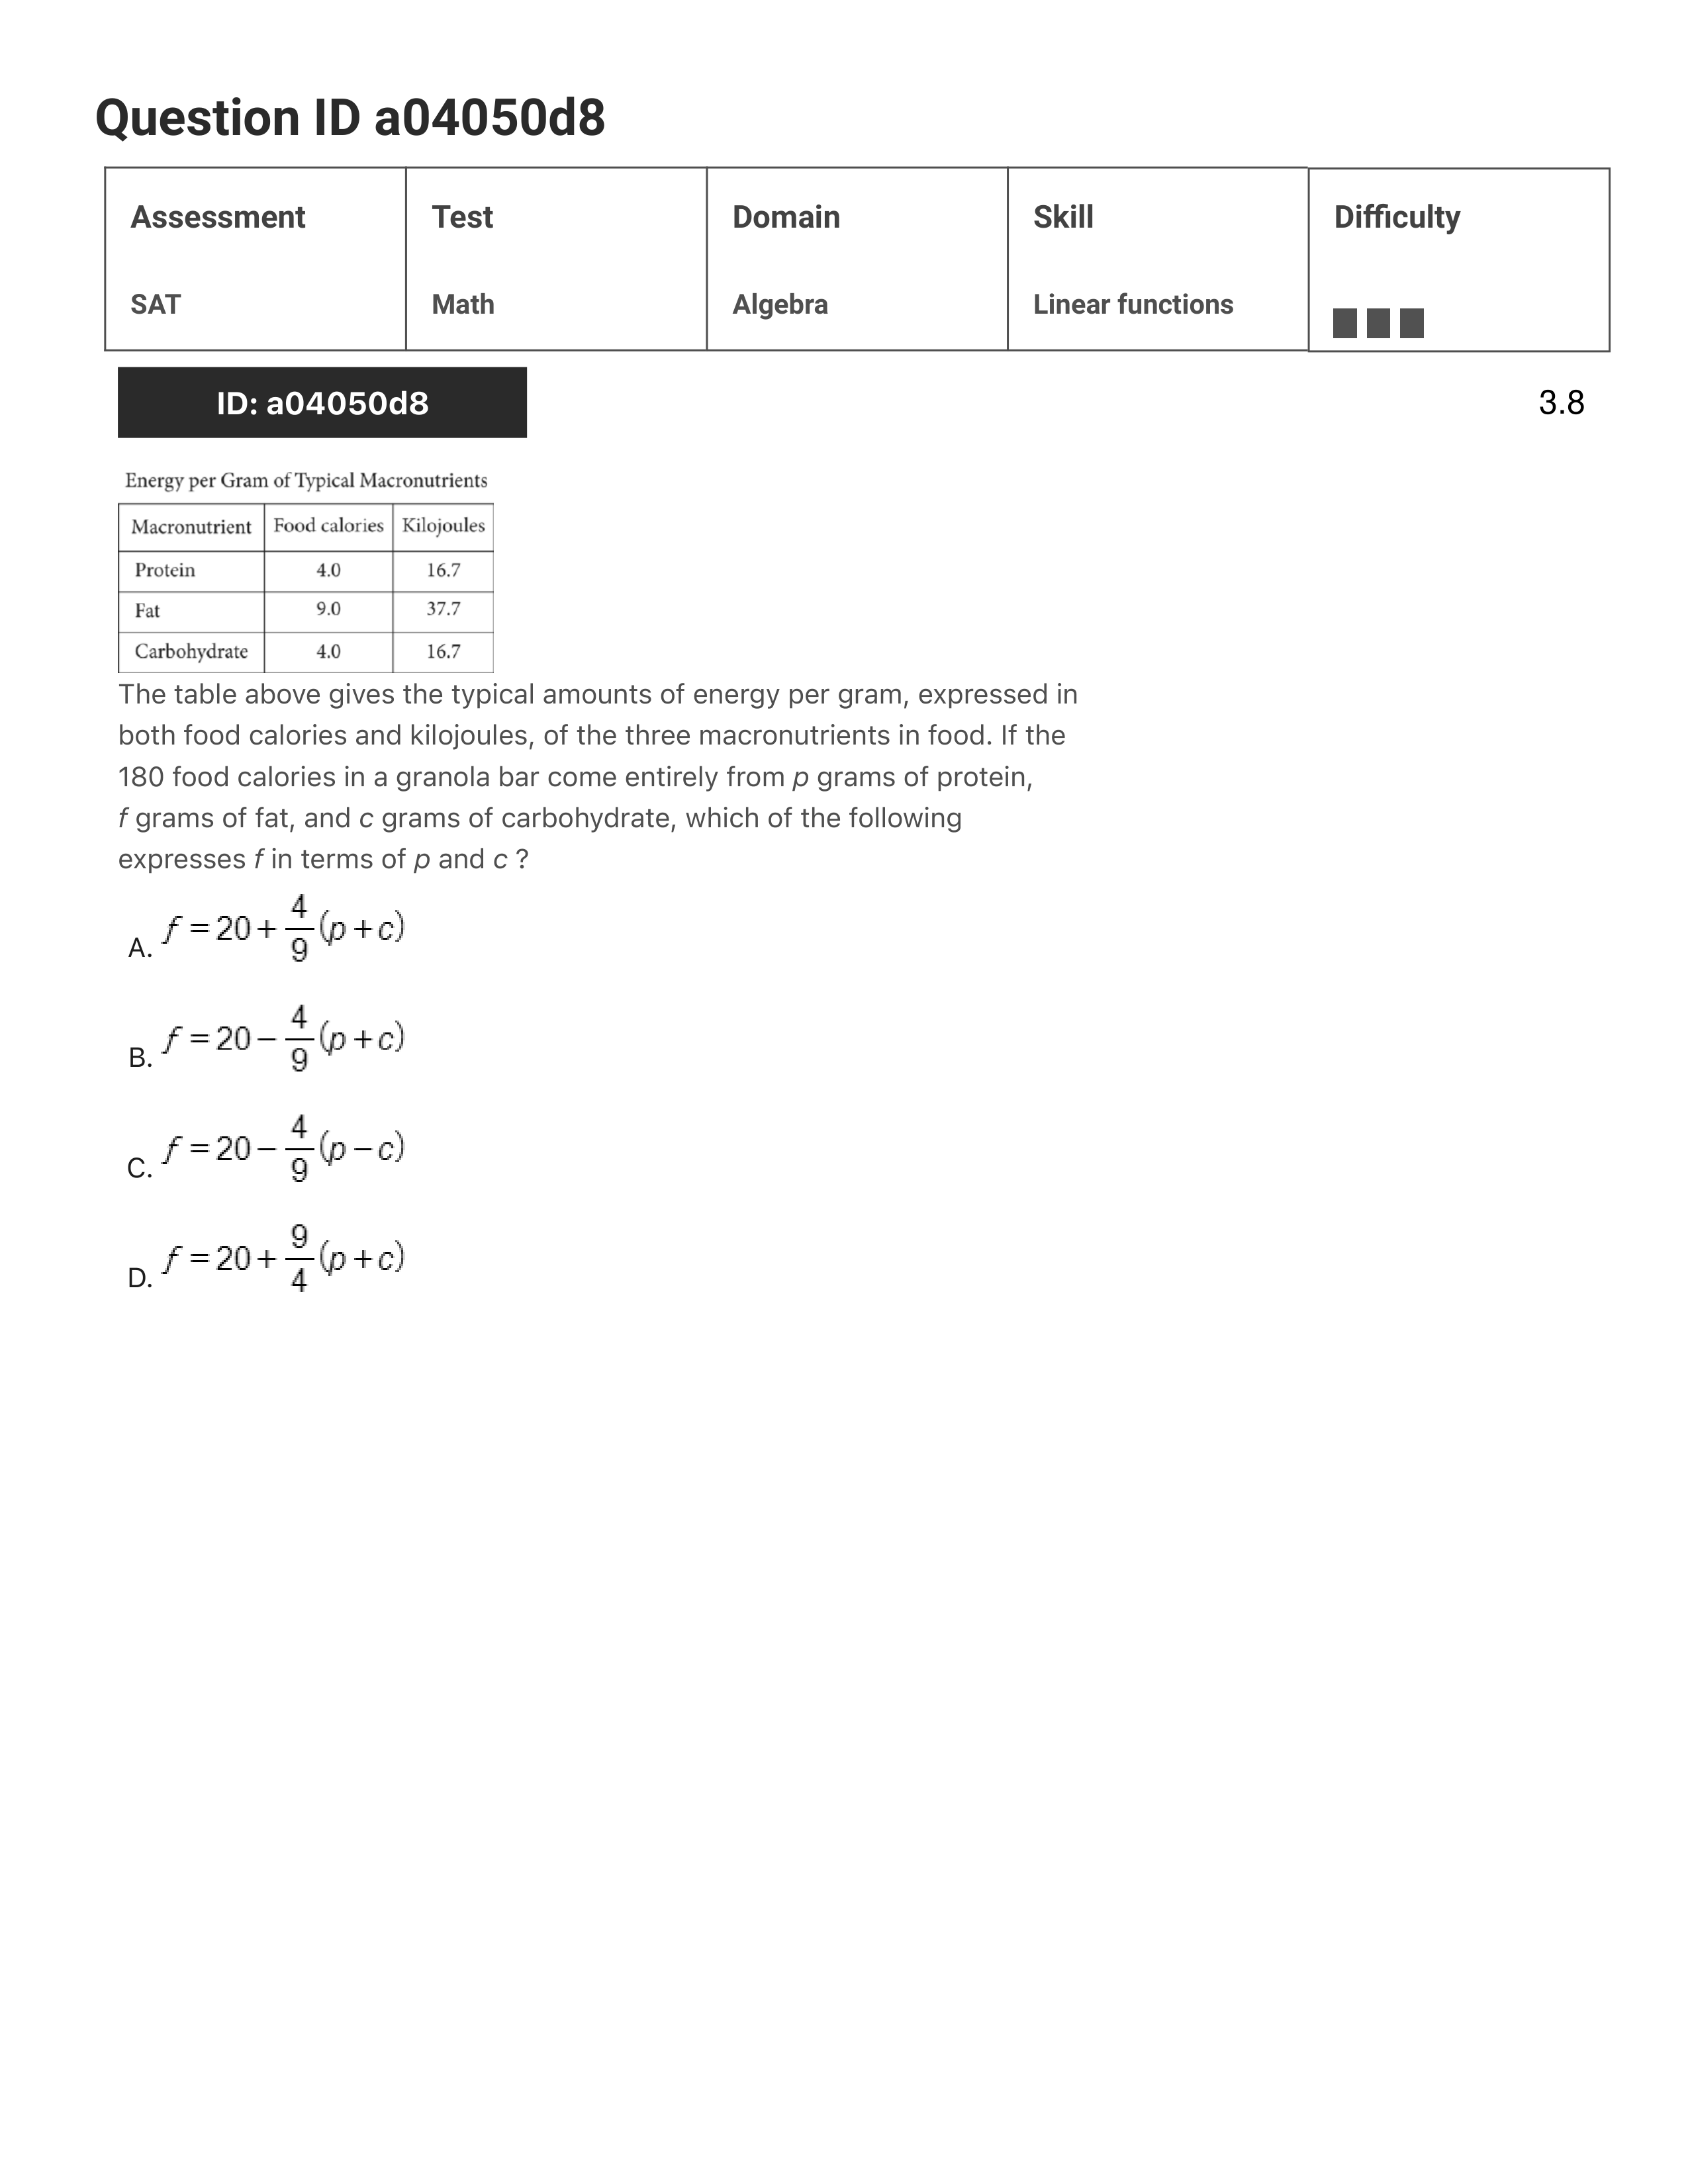 Question ID a04050d8
Assessment Test Domain Skill Difficulty
SAT Math Algebra Linear functions
ID: a04050d8 3.8
Energy per Gram of Typical Macronutrients
Macronutrient Food calories Kilojoules
Protein 4.0 16.7
Fat 9.0 37.7
Carbohydrate 4.0 16.7
The table above gives the typical amounts of energy per gram, expressed in
both food calories and kilojoules, of the three macronutrients in food. If the
180 food calories in a granola bar come entirely from p grams of protein,
f grams of fat, and c grams of carbohydrate, which of the following
expresses f in terms of p and c ?
A. f = 20 + 4/9 (p + c)
B. f = 20 − 4/9 (p + c)
C. f = 20 − 4/9 (p − c)
D. f = 20 + 9/4 (p + c)